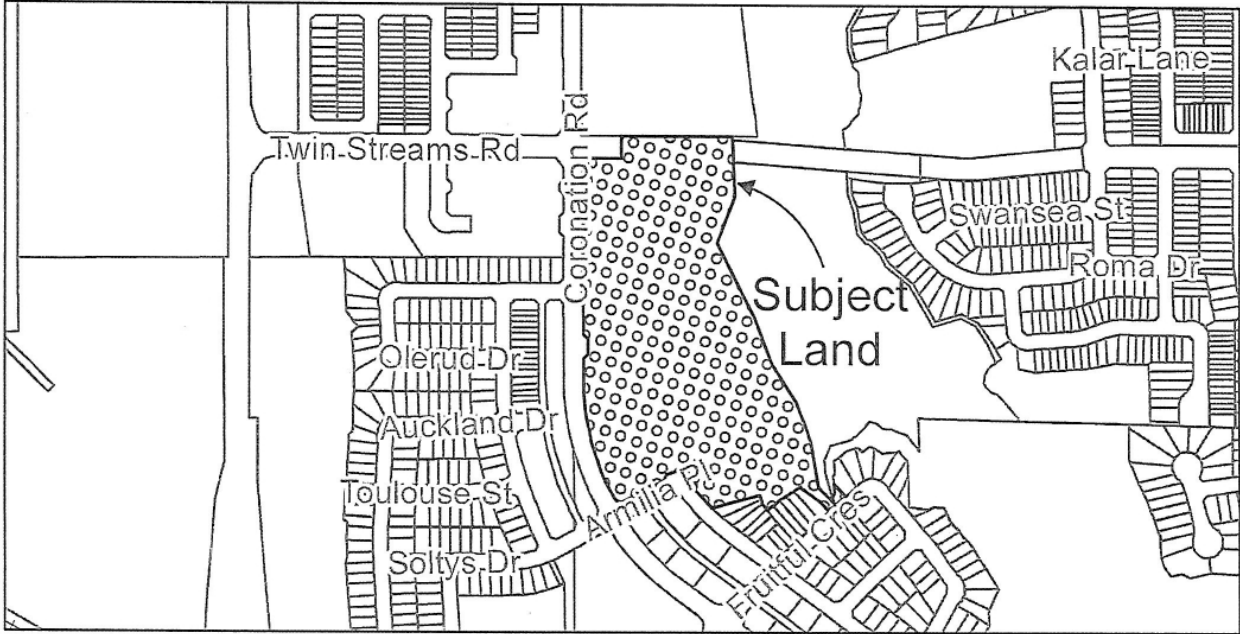 Kalar Lane
Twin Streams Rd
Coronation Rd
Swansea St
Roma Dr
Subject
Land
Olerud Dr
Auckland Dr
Toulouse St
Armilia Pl
Soltys Dr
Fruitful Cres